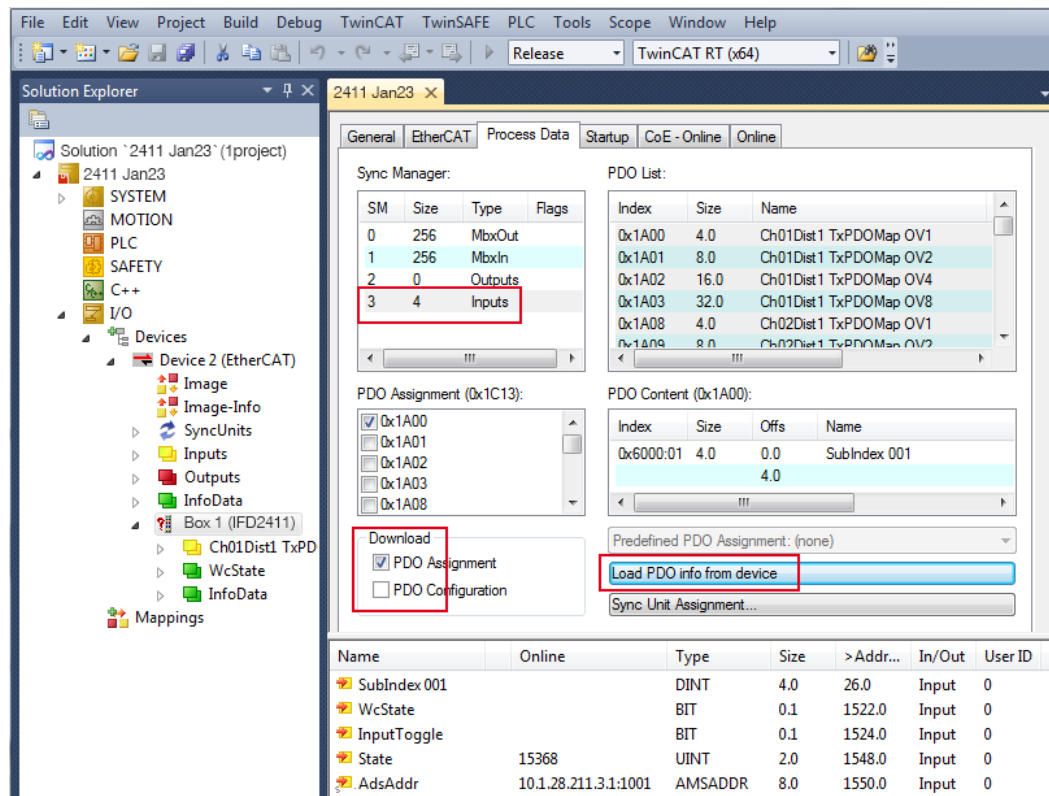 File Edit View Project Build Debug TwinCAT TwinSAFE PLC Tools Scope Window Help
Release TwinCAT RT (x64)
Solution Explorer
Solution `2411 Jan23` (1project)
2411 Jan23
SYSTEM
MOTION
PLC
SAFETY
C++
I/O
Devices
Device 2 (EtherCAT)
Image
Image-Info
SyncUnits
Inputs
Outputs
InfoData
Box 1 (IFD2411)
Ch01Dist1 TxPD
WcState
InfoData
Mappings
2411 Jan23
General EtherCAT Process Data Startup CoE - Online Online
Sync Manager:
SM Size Type Flags
0 256 MbxOut
1 256 MbxIn
2 0 Outputs
3 4 Inputs
PDO List:
Index Size Name
0x1A00 4.0 Ch01Dist1 TxPDOMap OV1
0x1A01 8.0 Ch01Dist1 TxPDOMap OV2
0x1A02 16.0 Ch01Dist1 TxPDOMap OV4
0x1A03 32.0 Ch01Dist1 TxPDOMap OV8
0x1A08 4.0 Ch02Dist1 TxPDOMap OV1
0x1A09 8.0 Ch02Dist1 TxPDOMap OV2
PDO Assignment (0x1C13):
0x1A00
0x1A01
0x1A02
0x1A03
0x1A08
PDO Content (0x1A00):
Index Size Offs Name
0x6000:01 4.0 0.0 SubIndex 001
4.0
Download
PDO Assignment
PDO Configuration
Predefined PDO Assignment: (none)
Load PDO info from device
Sync Unit Assignment...
Name Online Type Size >Addr... In/Out User ID
SubIndex 001 DINT 4.0 26.0 Input 0
WcState BIT 0.1 1522.0 Input 0
InputToggle BIT 0.1 1524.0 Input 0
State 15368 UINT 2.0 1548.0 Input 0
AdsAddr 10.1.28.211.3.1:1001 AMSADDR 8.0 1550.0 Input 0